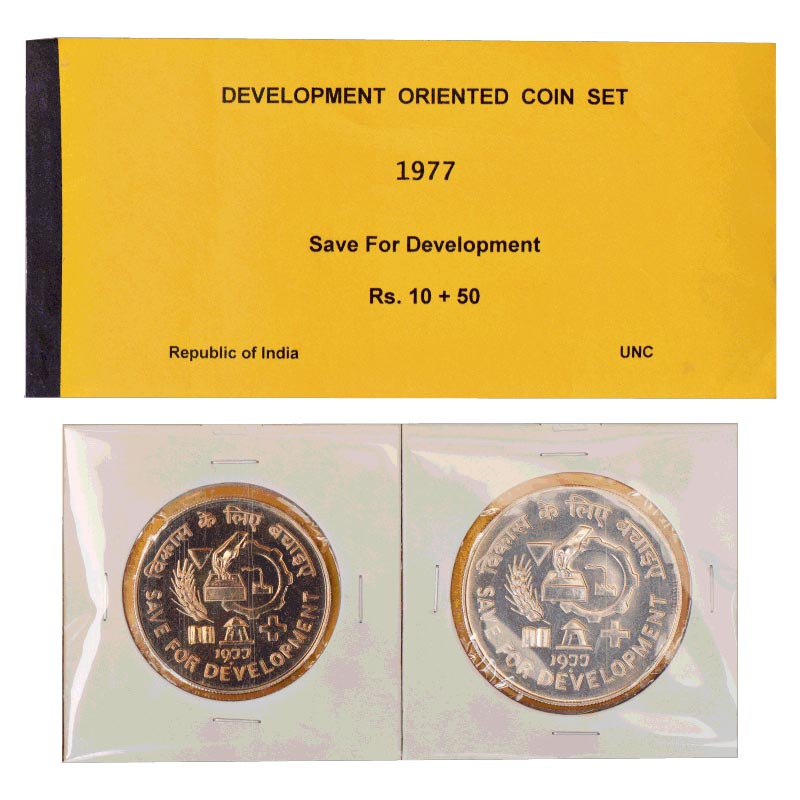 DEVELOPMENT ORIENTED COIN SET
1977
Save For Development
Rs. 10 + 50
Republic of India UNC
विकास के लिए बचाइए
1977
SAVE FOR DEVELOPMENT
विकास के लिए बचाइए
1977
SAVE FOR DEVELOPMENT